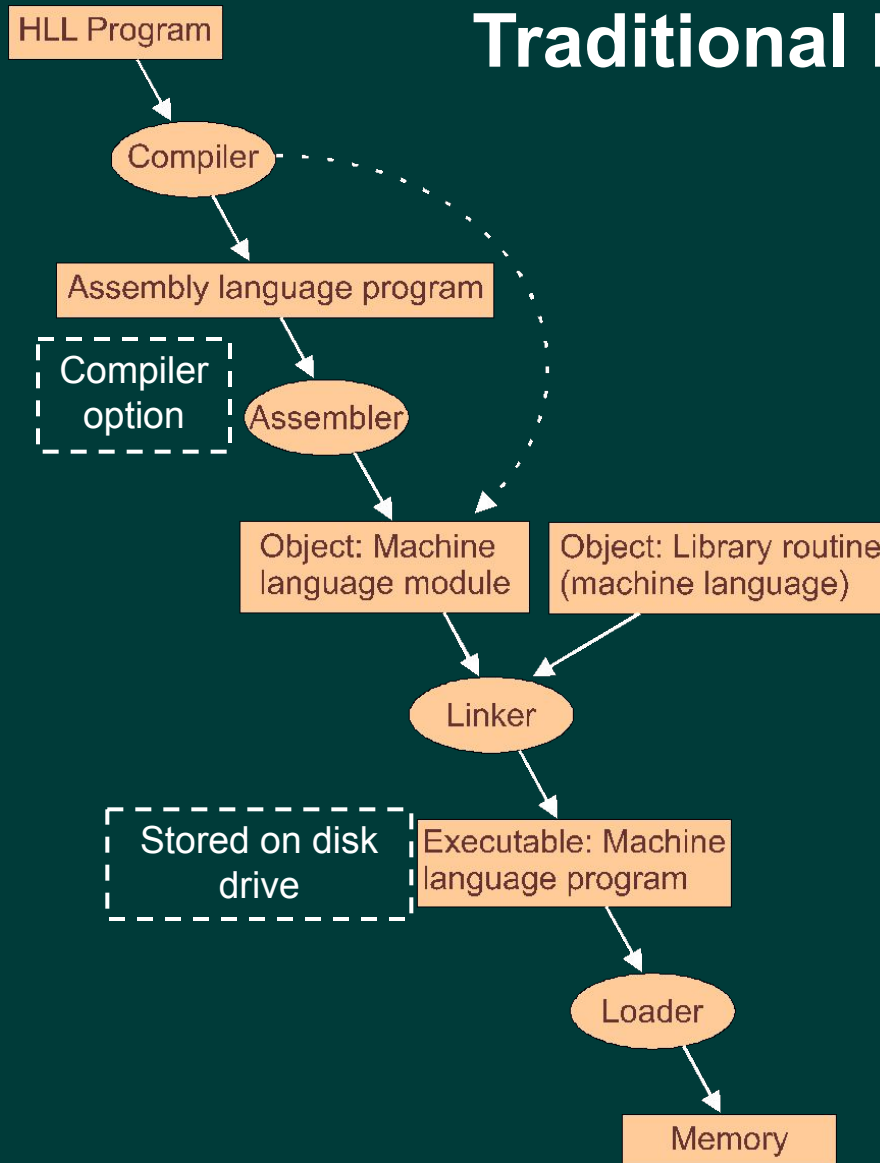 Traditional
HLL Program
Compiler
Assembly language program
Compiler
option
Assembler
Object: Machine
language module
Object: Library routine
(machine language)
Linker
Stored on disk
drive
Executable: Machine
language program
Loader
Memory